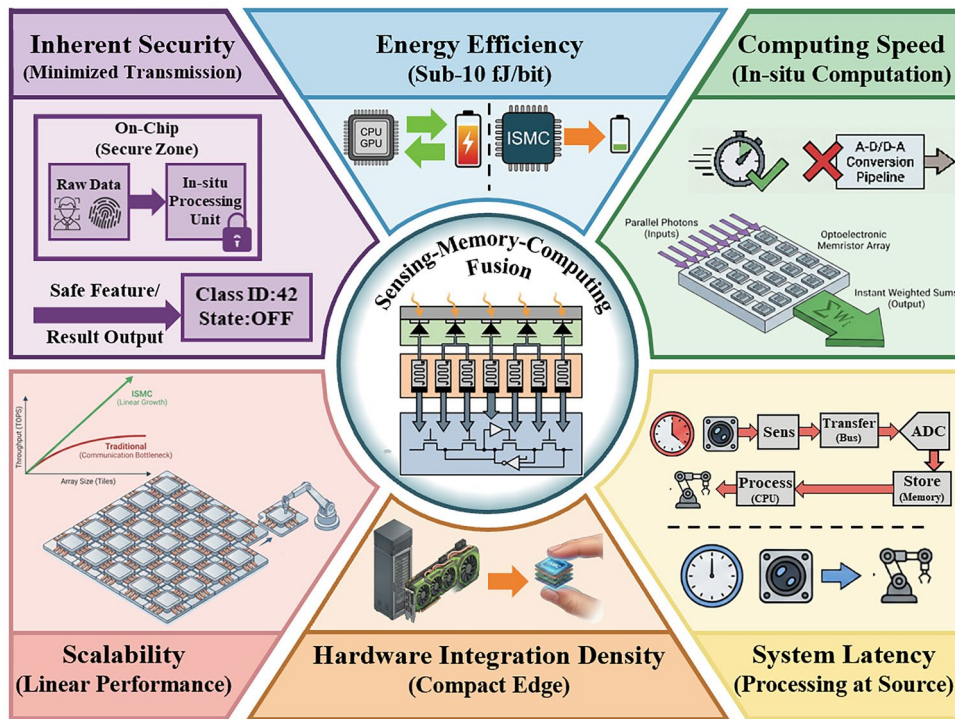 Inherent Security
(Minimized Transmission)
On-Chip
(Secure Zone)
Raw Data
In-situ
Processing
Unit
Safe Feature/
Result Output
Class ID:42
State:OFF
Energy Efficiency
(Sub-10 fJ/bit)
CPU
GPU
ISMC
Computing Speed
(In-situ Computation)
A-D/D-A
Conversion
Pipeline
Parallel Photons
(Inputs)
Optoelectronic
Memristor Array
Instant Weighted Sums
(Output)
Sensing-Memory-Computing
Fusion
Throughput (TOPS)
ISMC
(Linear Growth)
Traditional
(Communication Bottleneck)
Array Size (Tiles)
Scalability
(Linear Performance)
ISMC
Hardware Integration Density
(Compact Edge)
Sens
Transfer
(Bus)
ADC
Process
(CPU)
Store
(Memory)
System Latency
(Processing at Source)